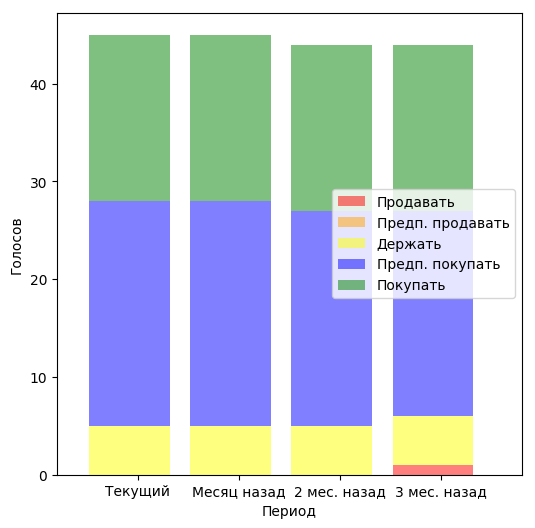 40
30
20
10
0
Голосов
Продавать
Предп. продавать
Держать
Предп. покупать
Покупать
Текущий Месяц назад 2 мес. назад 3 мес. назад
Период